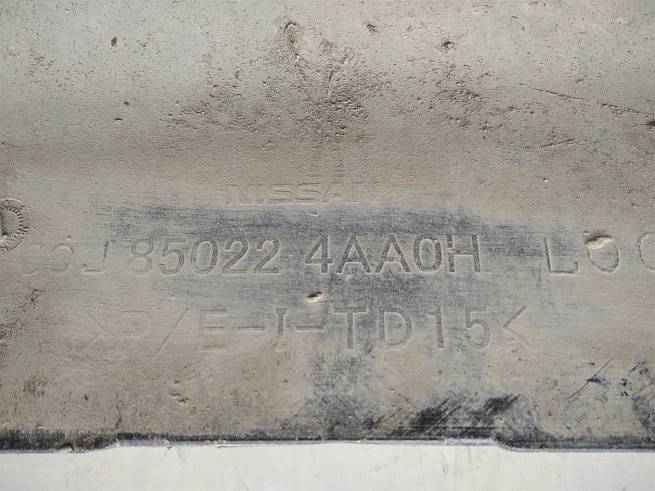 NISSAN
85022 4AA0H
>P/E-I-TD15<